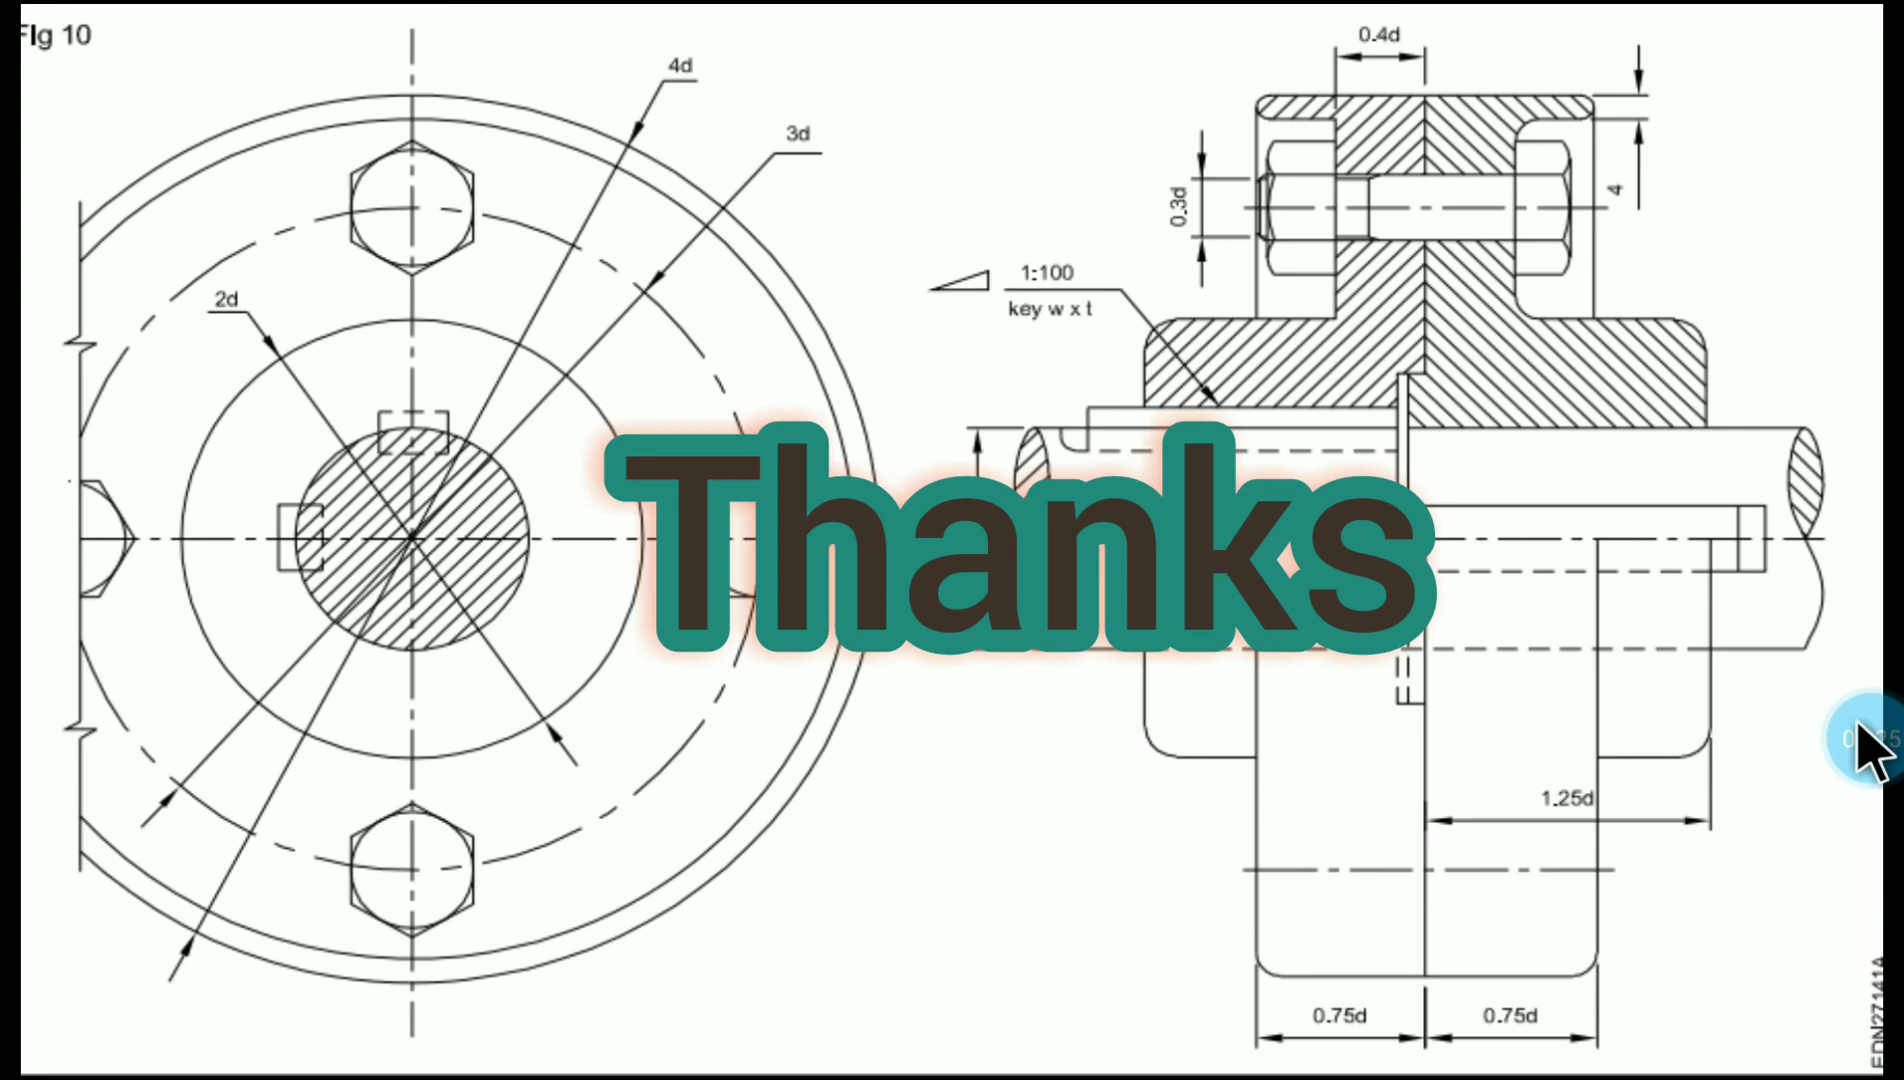 Fig 10
4d
3d
2d
0.4d
4
0.3d
1:100
key w x t
Thanks
1.25d
0.75d
0.75d
EDN27141A